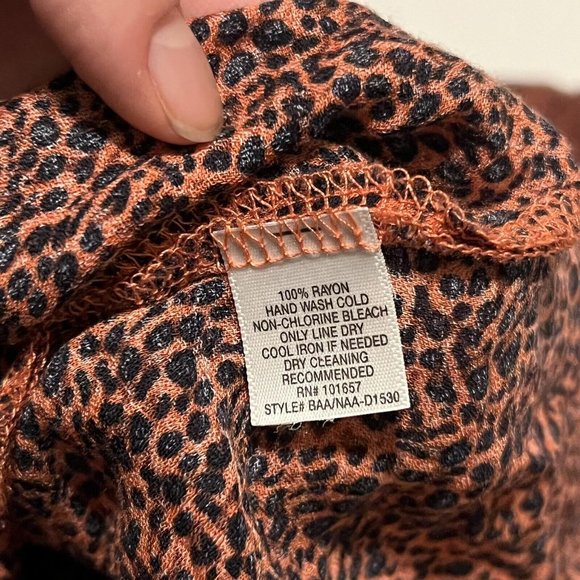 100% RAYON
HAND WASH COLD
NON-CHLORINE BLEACH
ONLY LINE DRY
COOL IRON IF NEEDED
DRY CLEANING
RECOMMENDED
RN# 101657
STYLE# BAA/NAA-D1530